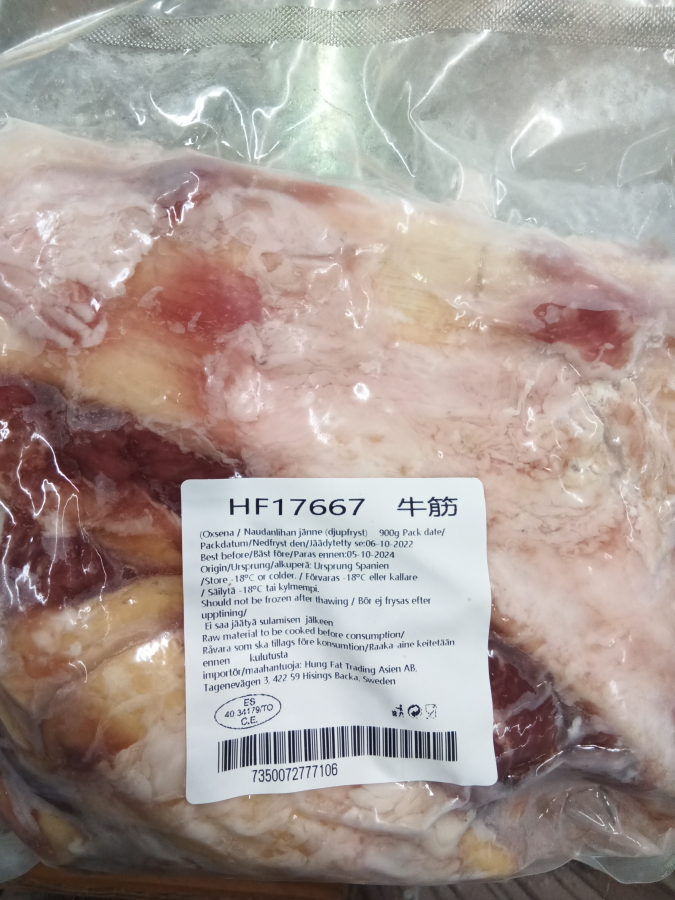 HF17667 牛筋
(Oxsena / Naudanlihan jänne (djupfryst) 900g Pack date/
Packdatum/Nedfryst den/Jäädytetty se:06-10-2022
Best before/Bäst före/Paras ennen:05-10-2024
Origin/Ursprung/alkuperä: Ursprung Spanien
/Store -18°C or colder. / Förvaras -18°C eller kallare
/ Säilytä -18°C tai kylmempi.
Should not be frozen after thawing / Bör ej frysas efter
upptining/
Ei saa jäätyä sulamisen jälkeen
Raw material to be cooked before consumption/
Råvara som ska tillags före konsumtion/Raaka-aine keitetään
ennen kulutusta
importör/maahantuoja: Hung Fat Trading Asien AB,
Tagenevägen 3, 422 59 Hisings Backa, Sweden
ES
40 34179/TO
C.E.
7350072777106